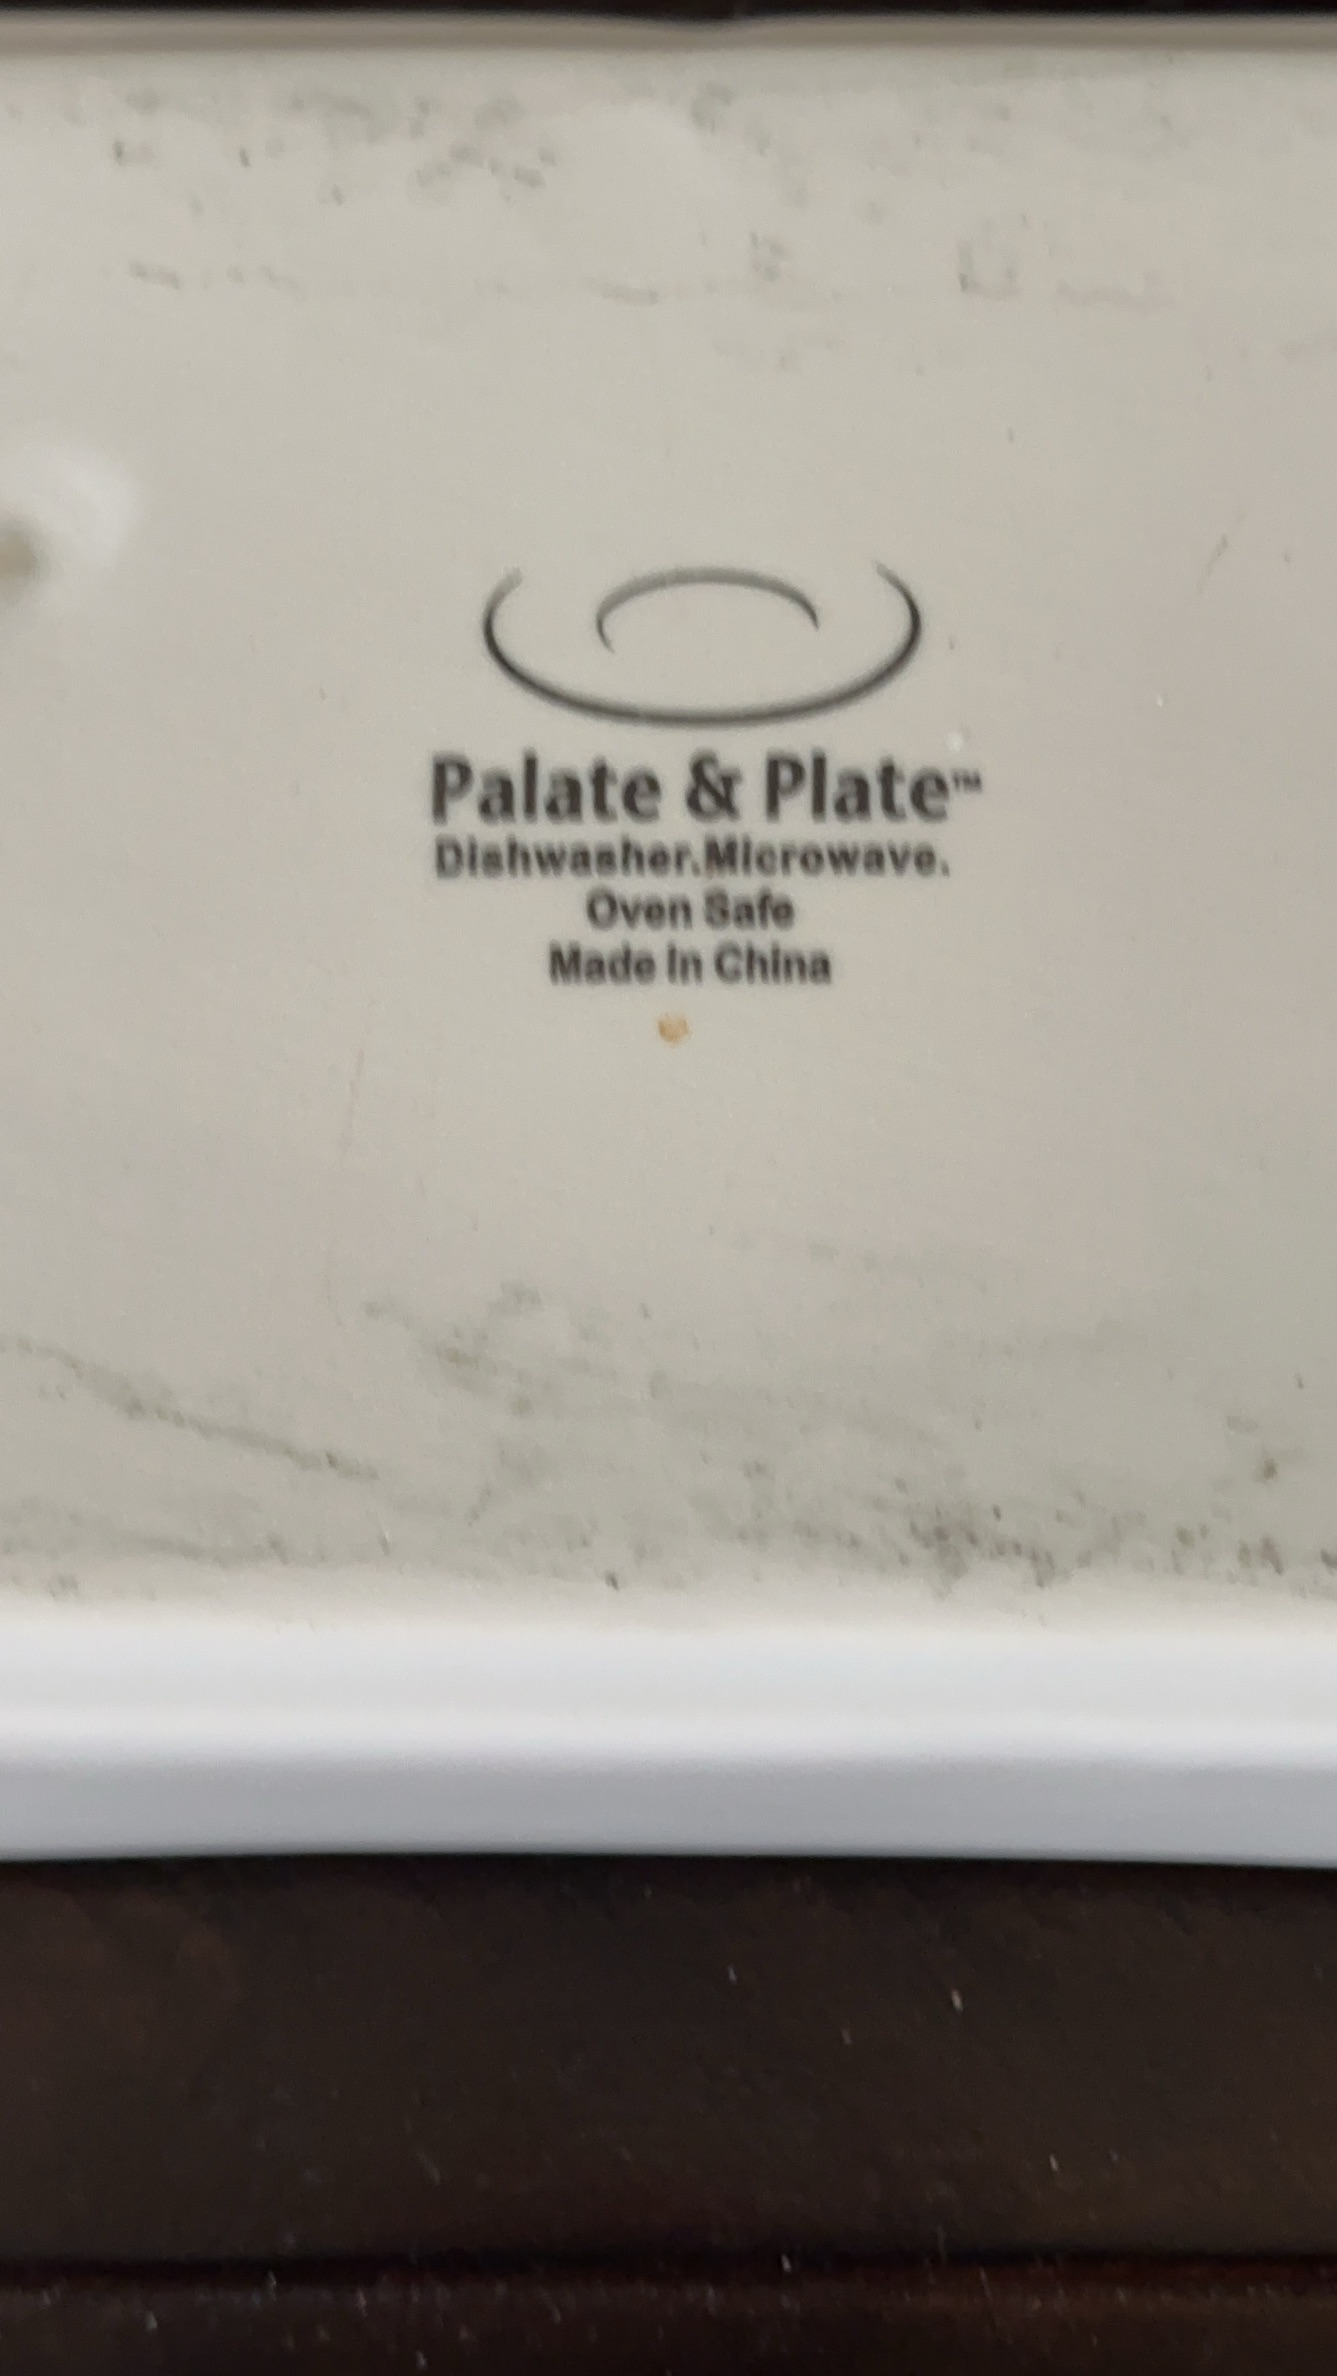 Palate & Plate™
Dishwasher.Microwave.
Oven Safe
Made In China